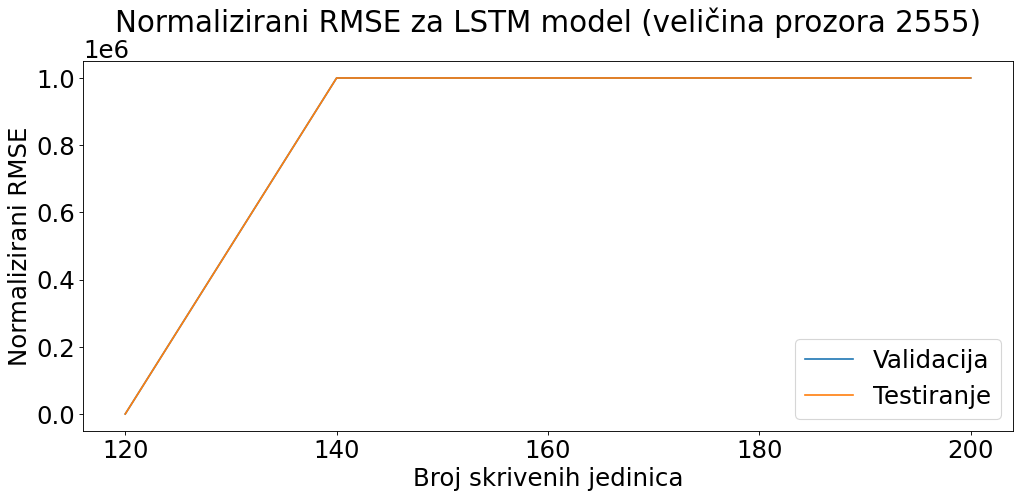 Normalizirani RMSE za LSTM model (veličina prozora 2555)
1e6
1.0
0.8
0.6
0.4
0.2
0.0
Normalizirani RMSE
Validacija
Testiranje
120 140 160 180 200
Broj skrivenih jedinica